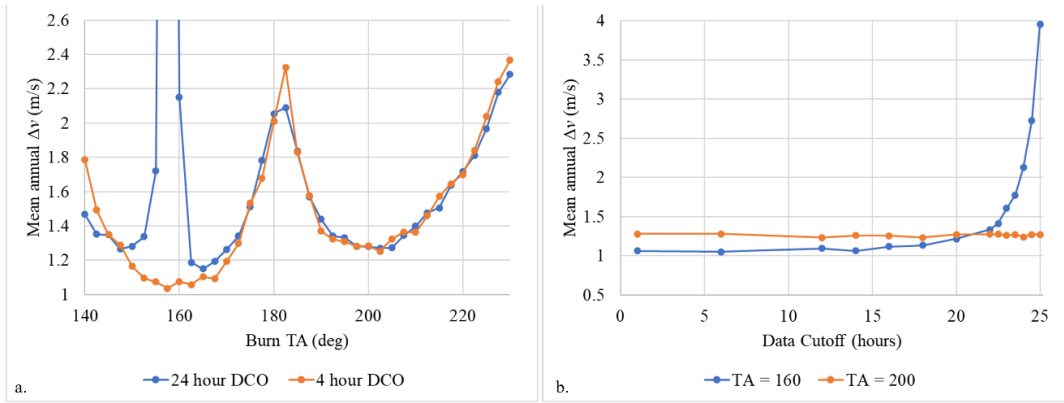 2.6
2.4
2.2
2
1.8
1.6
1.4
1.2
1
Mean annual Δv (m/s)
140 160 180 200 220
Burn TA (deg)
24 hour DCO 4 hour DCO
a.
4
3.5
3
2.5
2
1.5
1
0.5
Mean annual Δv (m/s)
0 5 10 15 20 25
Data Cutoff (hours)
TA = 160 TA = 200
b.